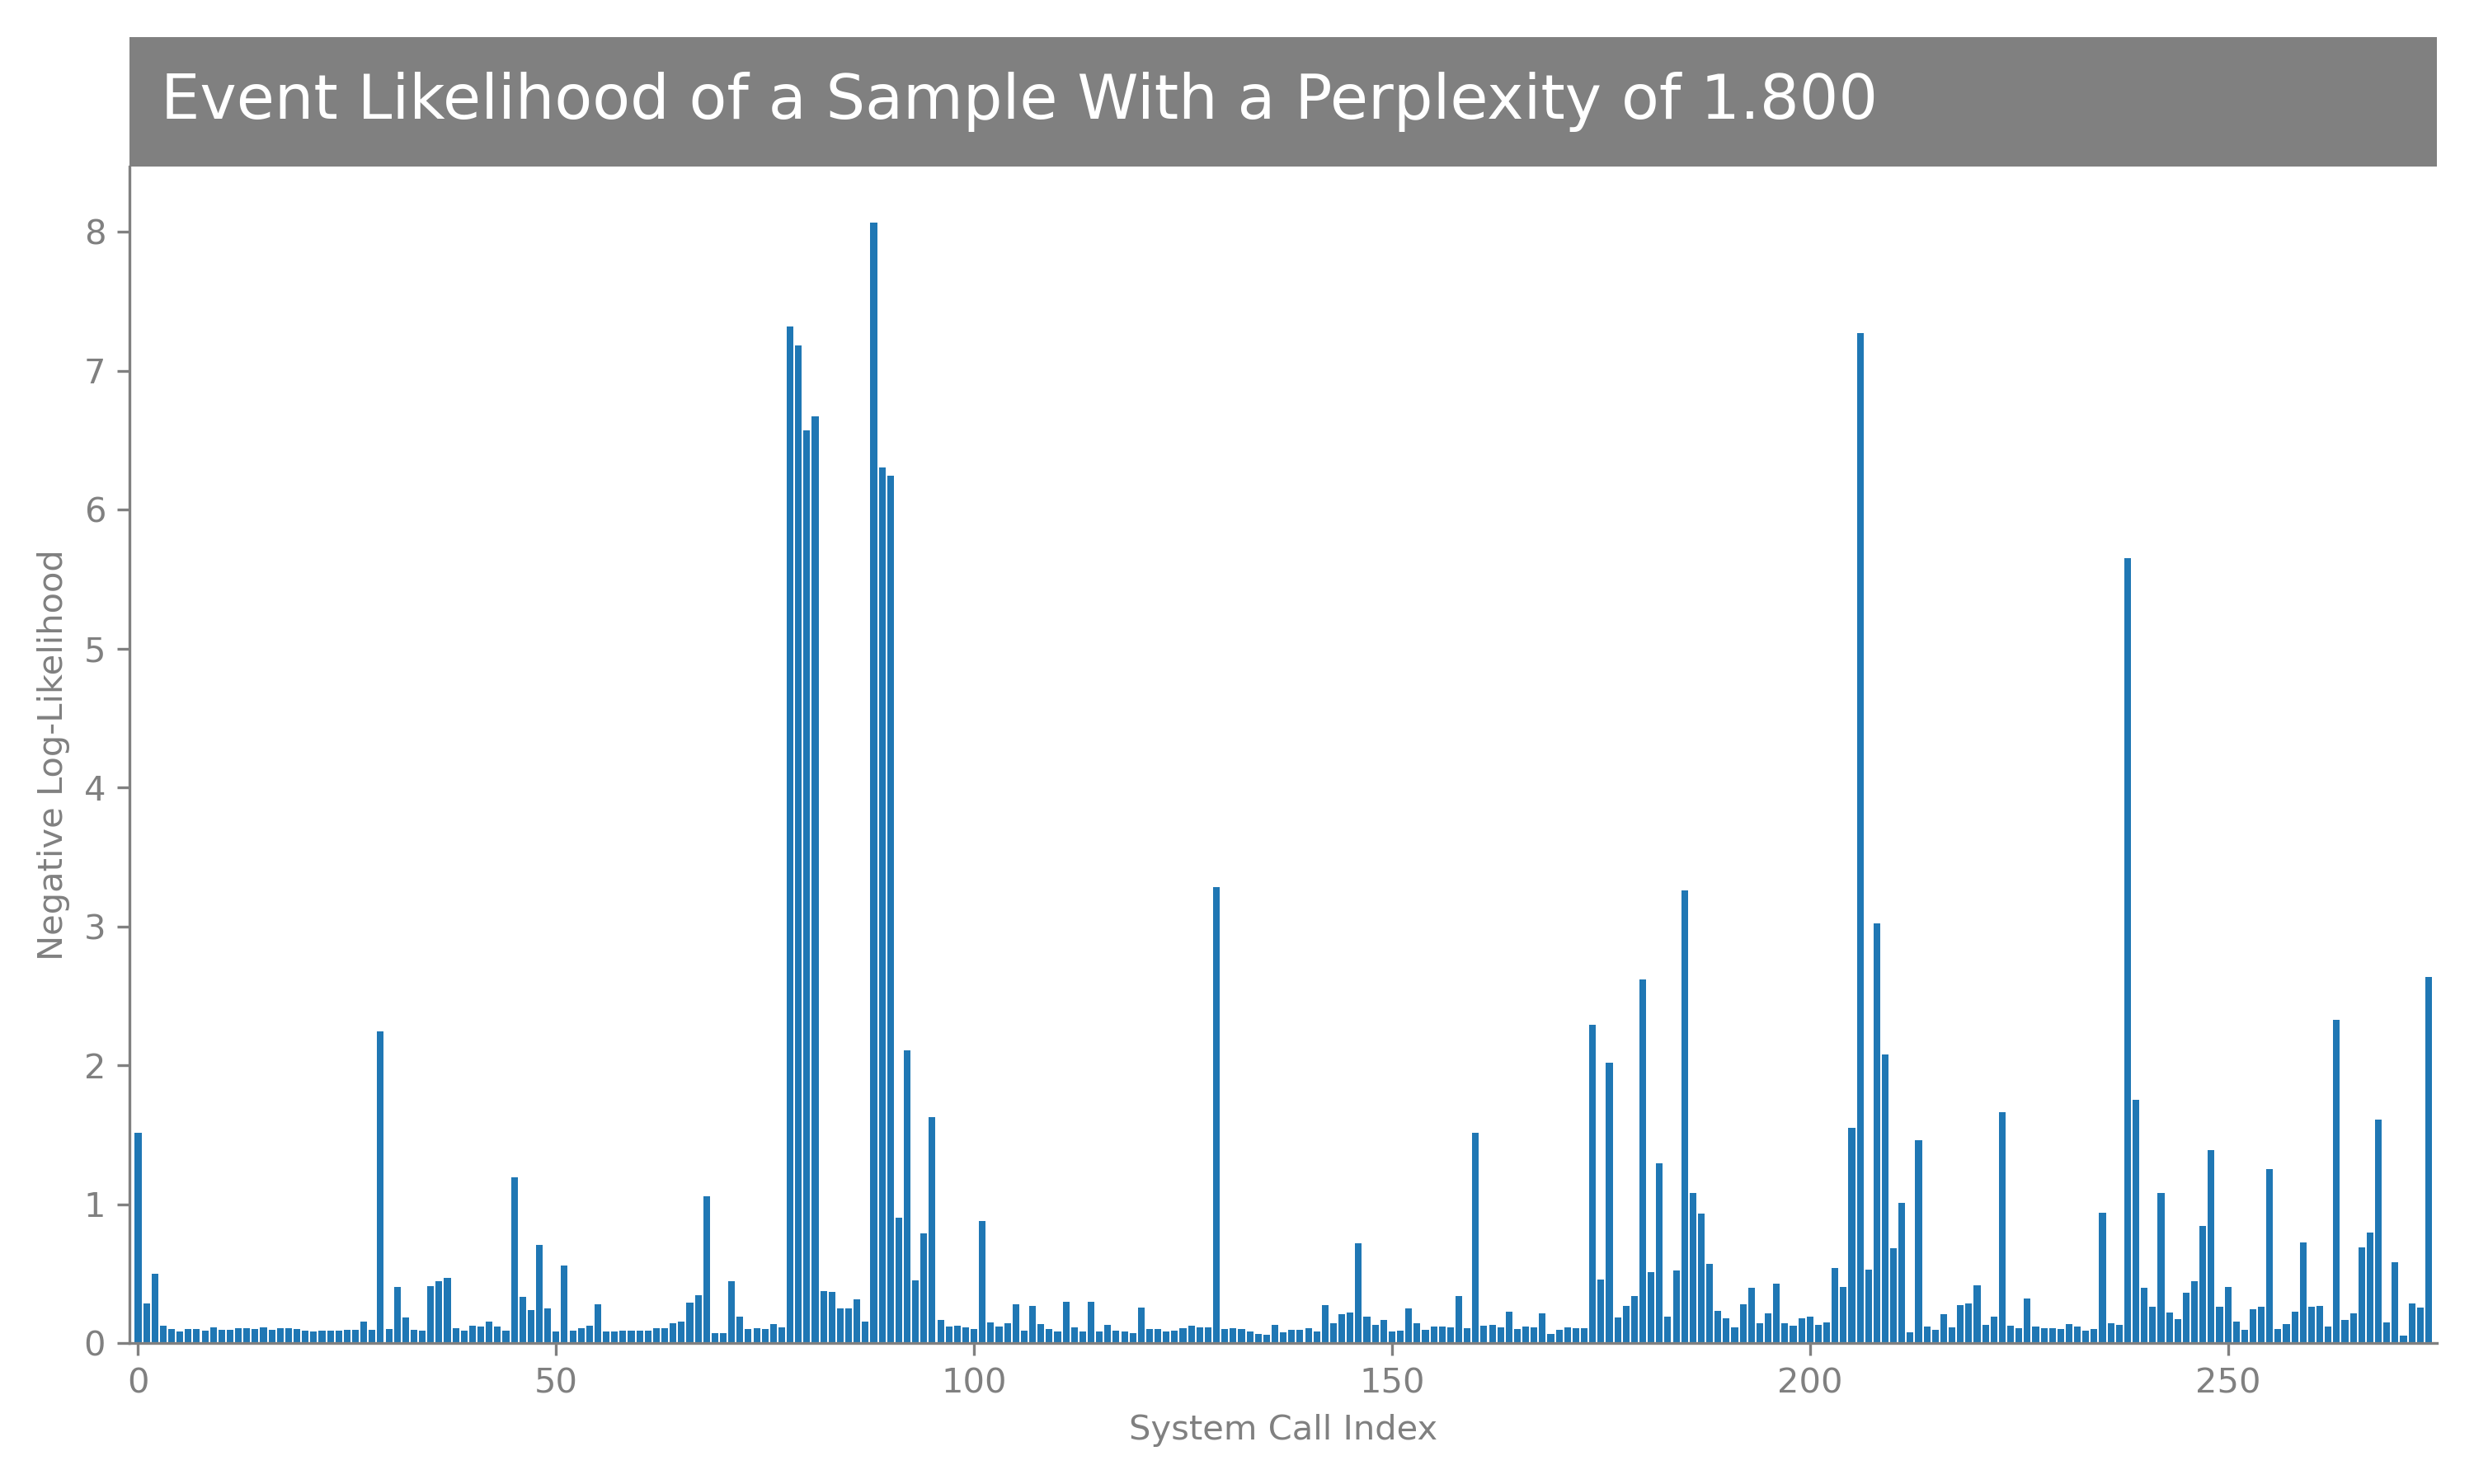 Event Likelihood of a Sample With a Perplexity of 1.800
8
7
6
5
4
3
2
1
0
Negative Log-Likelihood
0 50 100 150 200 250
System Call Index